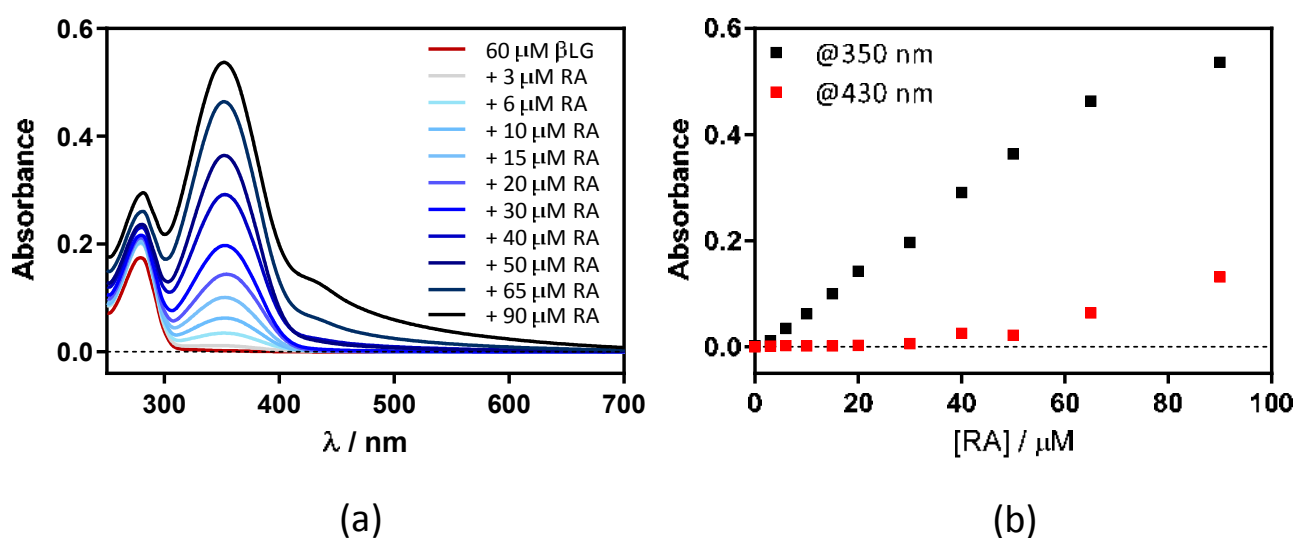 0.6
0.4
0.2
0.0
Absorbance
300
400
500
600
700
λ / nm
60 μM βLG
+ 3 μM RA
+ 6 μM RA
+ 10 μM RA
+ 15 μM RA
+ 20 μM RA
+ 30 μM RA
+ 40 μM RA
+ 50 μM RA
+ 65 μM RA
+ 90 μM RA
(a)
0.6
0.4
0.2
0.0
Absorbance
@350 nm
@430 nm
0
20
40
60
80
100
[RA] / μM
(b)